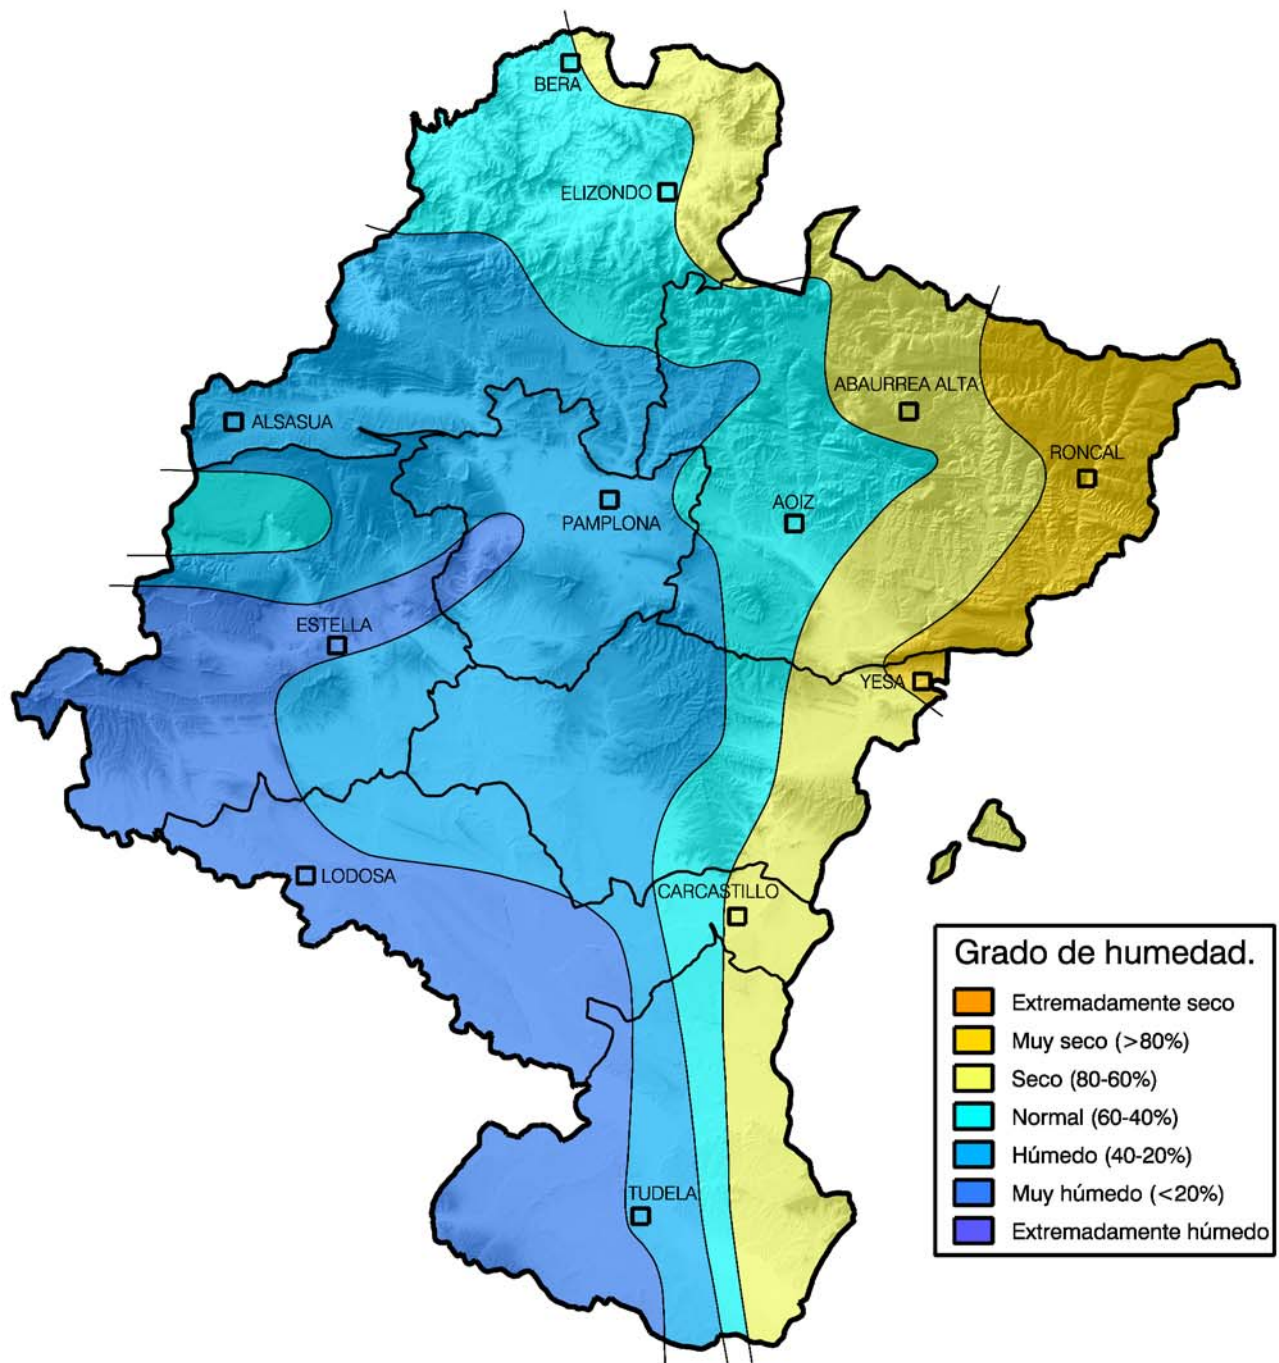 BERA
ELIZONDO
ABAURREA ALTA
ALSASUA
RONCAL
PAMPLONA
AOIZ
ESTELLA
YESA
LODOSA
CARCASTILLO
TUDELA
Grado de humedad.
Extremadamente seco
Muy seco (>80%)
Seco (80-60%)
Normal (60-40%)
Húmedo (40-20%)
Muy húmedo (<20%)
Extremadamente húmedo